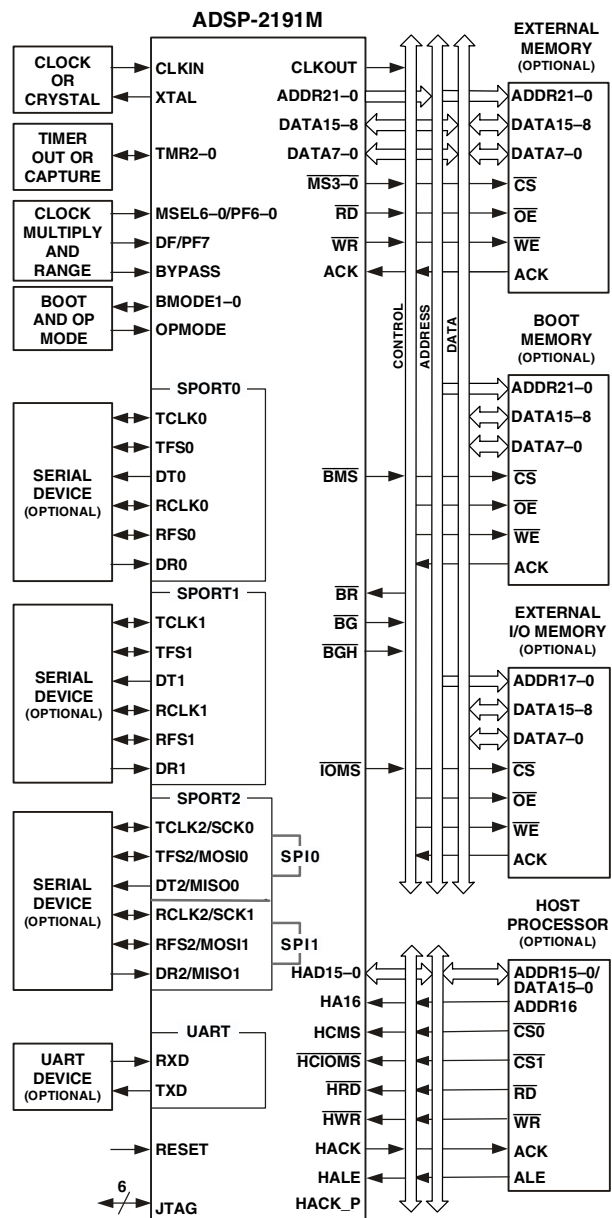 ADSP-2191M
CLOCK
OR
CRYSTAL
TIMER
OUT OR
CAPTURE
CLOCK
MULTIPLY
AND
RANGE
BOOT
AND OP
MODE
SERIAL
DEVICE
(OPTIONAL)
SERIAL
DEVICE
(OPTIONAL)
SERIAL
DEVICE
(OPTIONAL)
UART
DEVICE
(OPTIONAL)
6
CLKIN
XTAL
TMR2–0
MSEL6–0/PF6–0
DF/PF7
BYPASS
BMODE1–0
OPMODE
SPORT0
TCLK0
TFS0
DT0
RCLK0
RFS0
DR0
SPORT1
TCLK1
TFS1
DT1
RCLK1
RFS1
DR1
SPORT2
TCLK2/SCK0
TFS2/MOSI0
DT2/MISO0
RCLK2/SCK1
RFS2/MOSI1
DR2/MISO1
SPI0
SPI1
UART
RXD
TXD
RESET
JTAG
CLKOUT
ADDR21–0
DATA15–8
DATA7–0
MS3–0
RD
WR
ACK
BMS
BR
BG
BGH
IOMS
HAD15–0
HA16
HCMS
HCIOMS
HRD
HWR
HACK
HALE
HACK_P
CONTROL
ADDRESS
DATA
EXTERNAL
MEMORY
(OPTIONAL)
ADDR21–0
DATA15–8
DATA7–0
CS
OE
WE
ACK
BOOT
MEMORY
(OPTIONAL)
ADDR21–0
DATA15–8
DATA7–0
CS
OE
WE
ACK
EXTERNAL
I/O MEMORY
(OPTIONAL)
ADDR17–0
DATA15–8
DATA7–0
CS
OE
WE
ACK
HOST
PROCESSOR
(OPTIONAL)
ADDR15–0/
DATA15–0
ADDR16
CS0
CS1
RD
WR
ACK
ALE